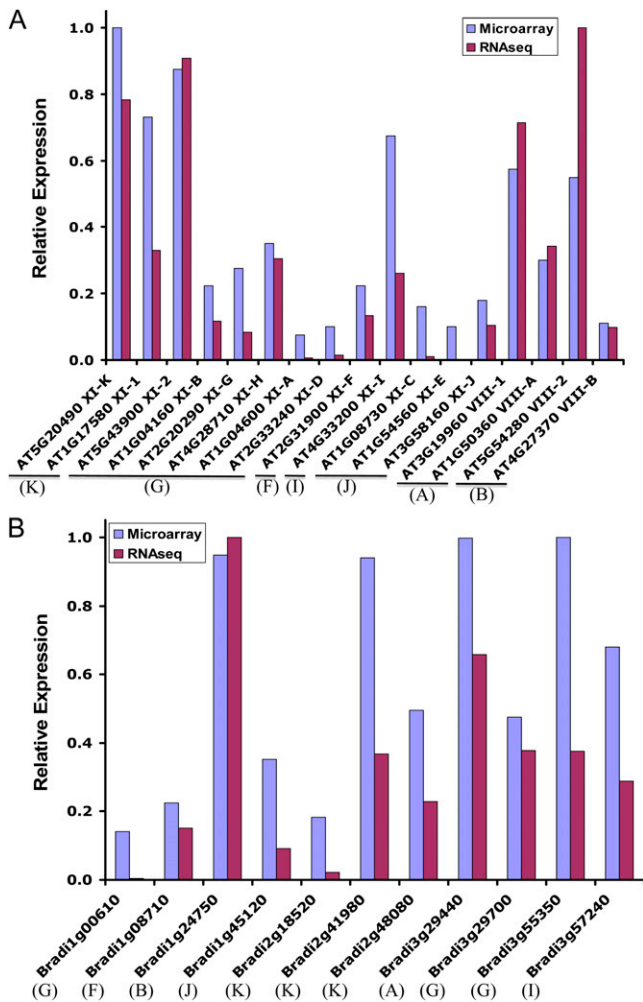 A
Microarray
RNAseq
Relative Expression
1.0
0.8
0.6
0.4
0.2
0.0
AT5G20490 XI-K
AT1G17580 XI-1
AT5G43900 XI-2
AT1G04160 XI-B
AT2G20290 XI-G
AT4G28710 XI-H
AT1G04600 XI-A
AT2G33240 XI-D
AT2G31900 XI-F
AT4G33200 XI-I
AT1G08730 XI-C
AT1G54560 XI-E
AT3G58160 XI-J
AT3G19960 VIII-1
AT1G50360 VIII-A
AT5G54280 VIII-2
AT4G27370 VIII-B
(K) (G) (F) (I) (J) (A) (B)
B
Microarray
RNAseq
Relative Expression
1.0
0.8
0.6
0.4
0.2
0.0
Bradi1g00610
Bradi1g08710
Bradi1g24750
Bradi1g45120
Bradi2g18520
Bradi2g41980
Bradi2g48080
Bradi3g29440
Bradi3g29700
Bradi3g55350
Bradi3g57240
(G) (F) (B) (J) (K) (K) (K) (A) (G) (G) (I)